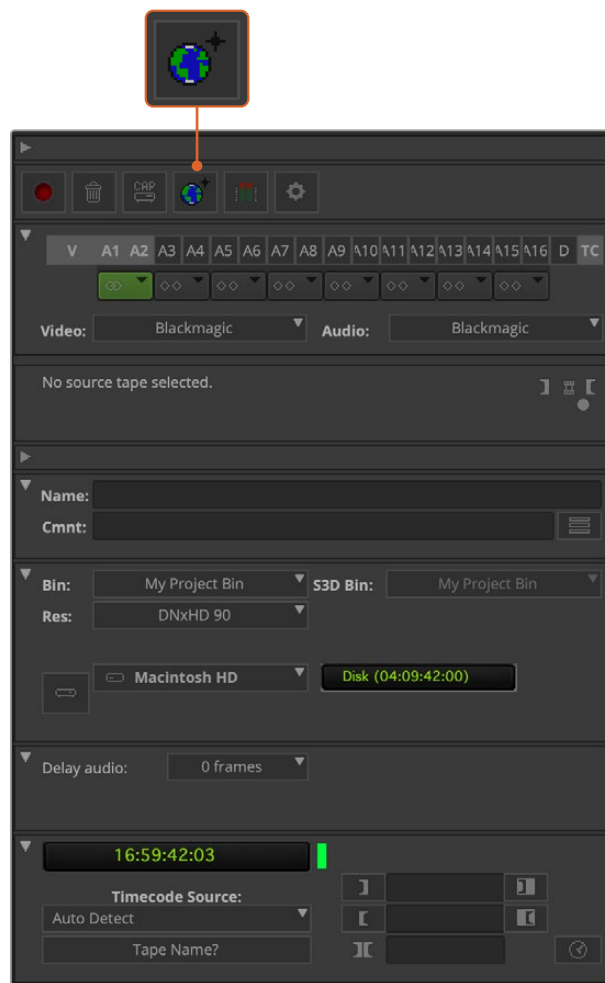 CAP
V A1 A2 A3 A4 A5 A6 A7 A8 A9 A10 A11 A12 A13 A14 A15 A16 D TC
Video: Blackmagic Audio: Blackmagic
No source tape selected.
Name:
Cmnt:
Bin: My Project Bin S3D Bin: My Project Bin
Res: DNxHD 90
Macintosh HD Disk (04:09:42:00)
Delay audio: 0 frames
16:59:42:03
Timecode Source:
Auto Detect
Tape Name?